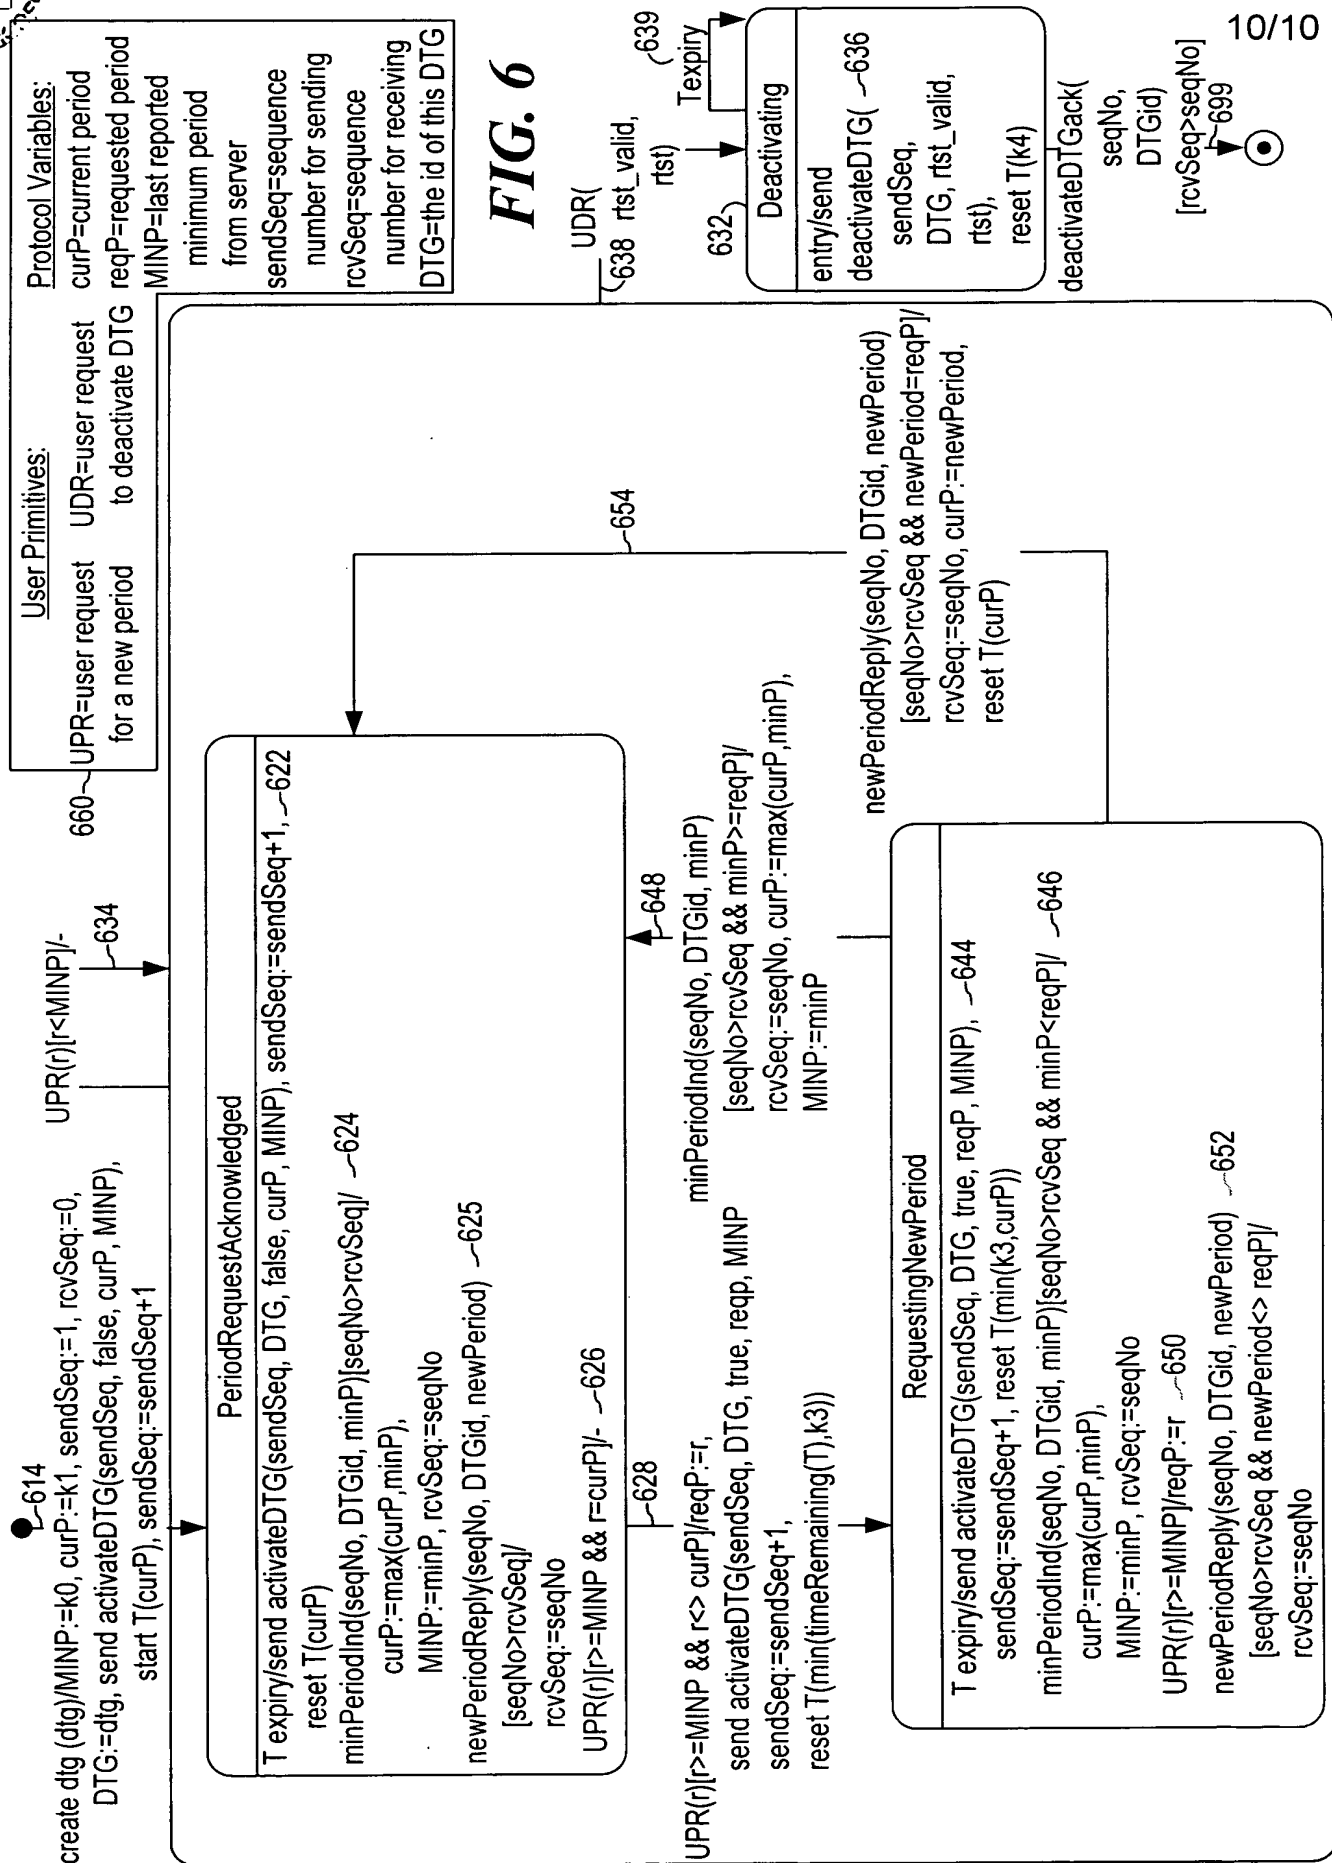 10/10
User Primitives:
660 UPR=user request for a new period
UDR=user request to deactivate DTG
Protocol Variables:
curP=current period
reqP=requested period
MINP=last reported
minimum period
from server
sendSeq=sequence
number for sending
rcvSeq=sequence
number for receiving
DTG=the id of this DTG
FIG. 6
614
create dtg (dtg)/MINP:=k0, curP:=k1, sendSeq:=1, rcvSeq:=0,
DTG:=dtg, send activateDTG(sendSeq, false, curP, MINP),
start T(curP), sendSeq:=sendSeq+1
UPR(r)[r<MINP]/-
634
PeriodRequestAcknowledged
T expiry/send activateDTG(sendSeq, DTG, false, curP, MINP), sendSeq:=sendSeq+1, 622
reset T(curP)
minPeriodInd(seqNo, DTGid, minP)[seqNo>rcvSeq]/ 624
curP:=max(curP,minP),
MINP:=minP, rcvSeq:=seqNo
newPeriodReply(seqNo, DTGid, newPeriod) 625
[seqNo>rcvSeq]/
rcvSeq:=seqNo
UPR(r)[r>=MINP && r=curP]/- 626
628
UPR(r)[r>=MINP && r<> curP]/reqP:=r,
send activateDTG(sendSeq, DTG, true, reqp, MINP
sendSeq:=sendSeq+1,
reset T(min(timeRemaining(T),k3))
648
minPeriodInd(seqNo, DTGid, minP)
[seqNo>rcvSeq && minP>=reqP]/
rcvSeq:=seqNo, curP:=max(curP,minP),
MINP:=minP
654
newPeriodReply(seqNo, DTGid, newPeriod)
[seqNo>rcvSeq && newPeriod=reqP]/
rcvSeq:=seqNo, curP:=newPeriod,
reset T(curP)
RequestingNewPeriod
T expiry/send activateDTG(sendSeq, DTG, true, reqP, MINP), 644
sendSeq:=sendSeq+1, reset T(min(k3,curP))
minPeriodInd(seqNo, DTGid, minP)[seqNo>rcvSeq && minP<reqP]/ 646
curP:=max(curP,minP),
MINP:=minP, rcvSeq:=seqNo
UPR(r)[r>=MINP]/reqP:=r 650
newPeriodReply(seqNo, DTGid, newPeriod) 652
[seqNo>rcvSeq && newPeriod<> reqP]/
rcvSeq:=seqNo
UDR(
638 rtst_valid,
rtst)
632
639
Texpiry
Deactivating
entry/send
deactivateDTG( 636
sendSeq,
DTG, rtst_valid,
rtst),
reset T(k4)
deactivateDTGack(
seqNo,
DTGid)
[rcvSeq>seqNo]
699